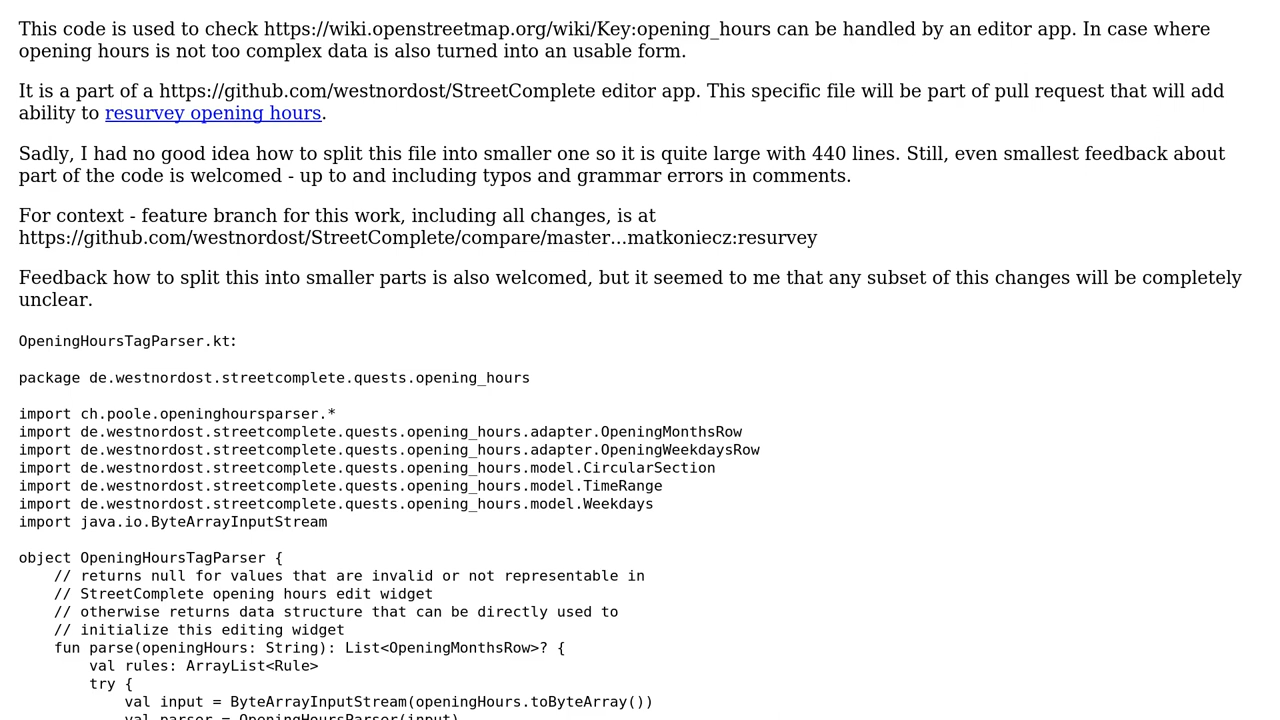 This code is used to check https://wiki.openstreetmap.org/wiki/Key:opening_hours can be handled by an editor app. In case where
opening hours is not too complex data is also turned into an usable form.
It is a part of a https://github.com/westnordost/StreetComplete editor app. This specific file will be part of pull request that will add
ability to resurvey opening hours.
Sadly, I had no good idea how to split this file into smaller one so it is quite large with 440 lines. Still, even smallest feedback about
part of the code is welcomed - up to and including typos and grammar errors in comments.
For context - feature branch for this work, including all changes, is at
https://github.com/westnordost/StreetComplete/compare/master...matkoniecz:resurvey
Feedback how to split this into smaller parts is also welcomed, but it seemed to me that any subset of this changes will be completely
unclear.
OpeningHoursTagParser.kt:
package de.westnordost.streetcomplete.quests.opening_hours
import ch.poole.openinghoursparser.*
import de.westnordost.streetcomplete.quests.opening_hours.adapter.OpeningMonthsRow
import de.westnordost.streetcomplete.quests.opening_hours.adapter.OpeningWeekdaysRow
import de.westnordost.streetcomplete.quests.opening_hours.model.CircularSection
import de.westnordost.streetcomplete.quests.opening_hours.model.TimeRange
import de.westnordost.streetcomplete.quests.opening_hours.model.Weekdays
import java.io.ByteArrayInputStream
object OpeningHoursTagParser {
    // returns null for values that are invalid or not representable in
    // StreetComplete opening hours edit widget
    // otherwise returns data structure that can be directly used to
    // initialize this editing widget
    fun parse(openingHours: String): List<OpeningMonthsRow>? {
        val rules: ArrayList<Rule>
        try {
            val input = ByteArrayInputStream(openingHours.toByteArray())
            val parser = OpeningHoursParser(input)